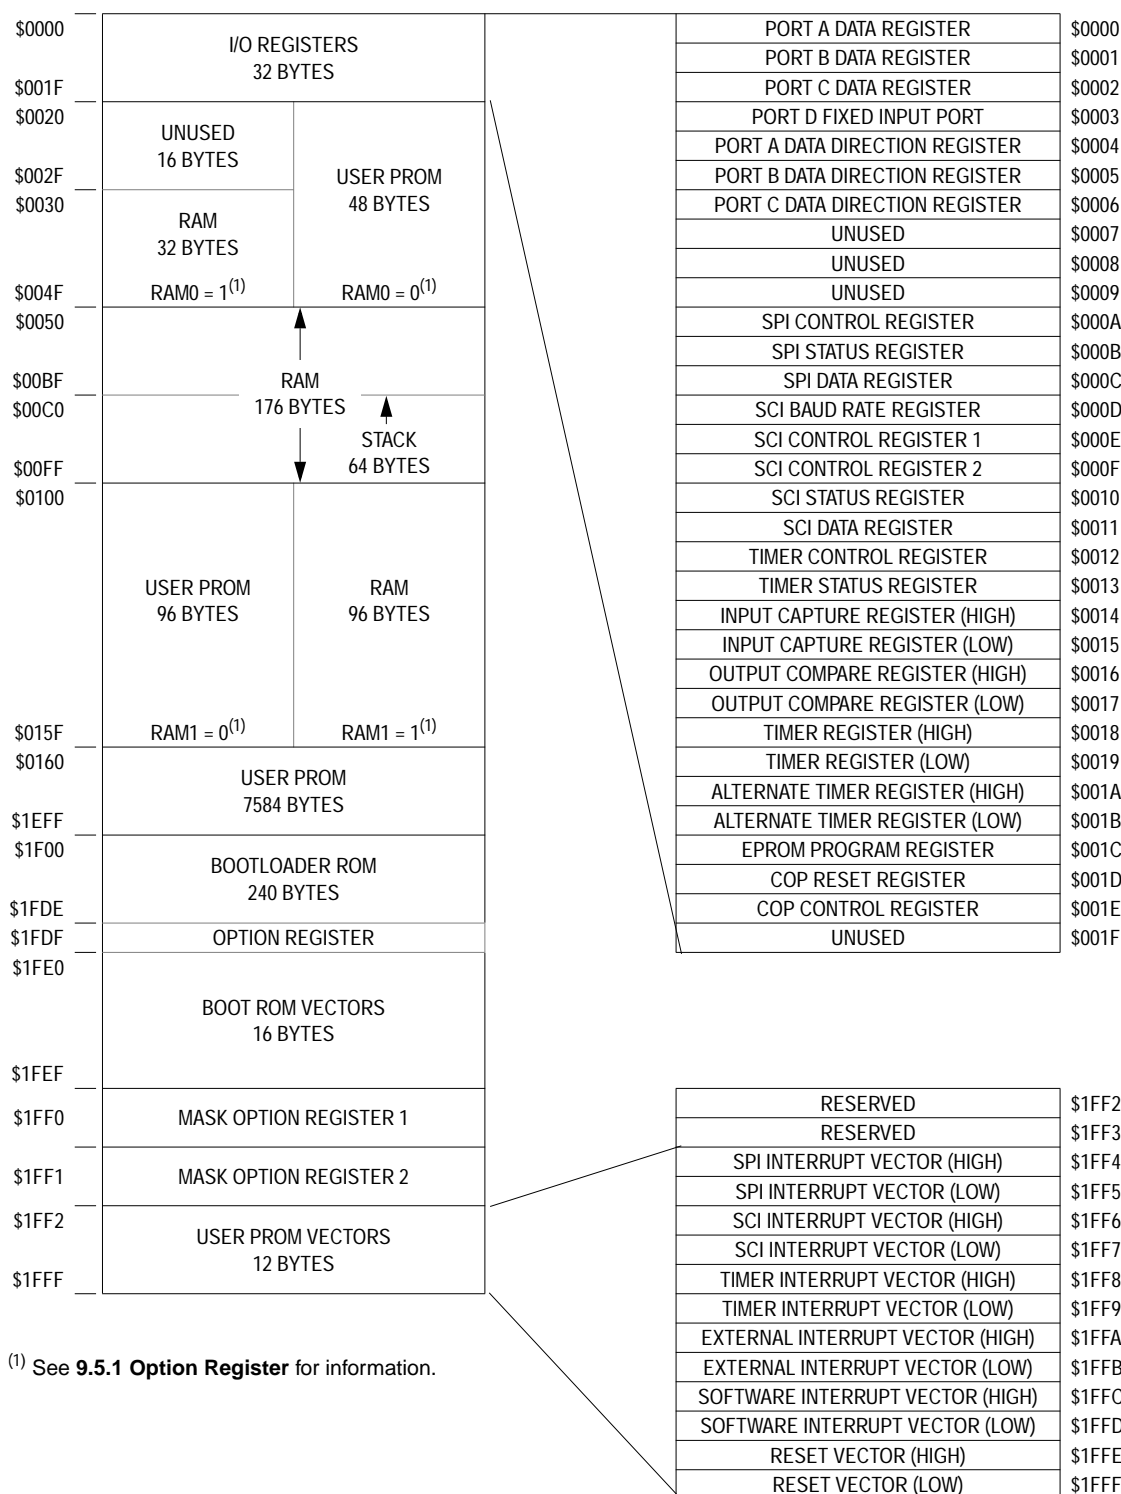 $0000
I/O REGISTERS
32 BYTES
$001F
$0020
UNUSED
16 BYTES
$002F
USER PROM
48 BYTES
$0030
RAM
32 BYTES
$004F
RAM0 = 1(1)
RAM0 = 0(1)
$0050
$00BF
RAM
176 BYTES
$00C0
STACK
64 BYTES
$00FF
$0100
USER PROM
96 BYTES
RAM
96 BYTES
$015F
RAM1 = 0(1)
RAM1 = 1(1)
$0160
USER PROM
7584 BYTES
$1EFF
$1F00
BOOTLOADER ROM
240 BYTES
$1FDE
$1FDF
OPTION REGISTER
$1FE0
BOOT ROM VECTORS
16 BYTES
$1FEF
$1FF0
MASK OPTION REGISTER 1
$1FF1
MASK OPTION REGISTER 2
$1FF2
USER PROM VECTORS
12 BYTES
$1FFF
(1) See 9.5.1 Option Register for information.
PORT A DATA REGISTER $0000
PORT B DATA REGISTER $0001
PORT C DATA REGISTER $0002
PORT D FIXED INPUT PORT $0003
PORT A DATA DIRECTION REGISTER $0004
PORT B DATA DIRECTION REGISTER $0005
PORT C DATA DIRECTION REGISTER $0006
UNUSED $0007
UNUSED $0008
UNUSED $0009
SPI CONTROL REGISTER $000A
SPI STATUS REGISTER $000B
SPI DATA REGISTER $000C
SCI BAUD RATE REGISTER $000D
SCI CONTROL REGISTER 1 $000E
SCI CONTROL REGISTER 2 $000F
SCI STATUS REGISTER $0010
SCI DATA REGISTER $0011
TIMER CONTROL REGISTER $0012
TIMER STATUS REGISTER $0013
INPUT CAPTURE REGISTER (HIGH) $0014
INPUT CAPTURE REGISTER (LOW) $0015
OUTPUT COMPARE REGISTER (HIGH) $0016
OUTPUT COMPARE REGISTER (LOW) $0017
TIMER REGISTER (HIGH) $0018
TIMER REGISTER (LOW) $0019
ALTERNATE TIMER REGISTER (HIGH) $001A
ALTERNATE TIMER REGISTER (LOW) $001B
EPROM PROGRAM REGISTER $001C
COP RESET REGISTER $001D
COP CONTROL REGISTER $001E
UNUSED $001F
RESERVED $1FF2
RESERVED $1FF3
SPI INTERRUPT VECTOR (HIGH) $1FF4
SPI INTERRUPT VECTOR (LOW) $1FF5
SCI INTERRUPT VECTOR (HIGH) $1FF6
SCI INTERRUPT VECTOR (LOW) $1FF7
TIMER INTERRUPT VECTOR (HIGH) $1FF8
TIMER INTERRUPT VECTOR (LOW) $1FF9
EXTERNAL INTERRUPT VECTOR (HIGH) $1FFA
EXTERNAL INTERRUPT VECTOR (LOW) $1FFB
SOFTWARE INTERRUPT VECTOR (HIGH) $1FFC
SOFTWARE INTERRUPT VECTOR (LOW) $1FFD
RESET VECTOR (HIGH) $1FFE
RESET VECTOR (LOW) $1FFF